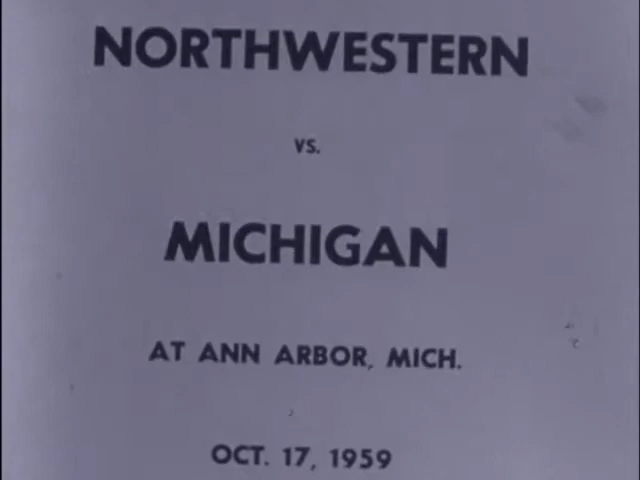 NORTHWESTERN
VS.
MICHIGAN
AT ANN ARBOR, MICH.
OCT. 17, 1959